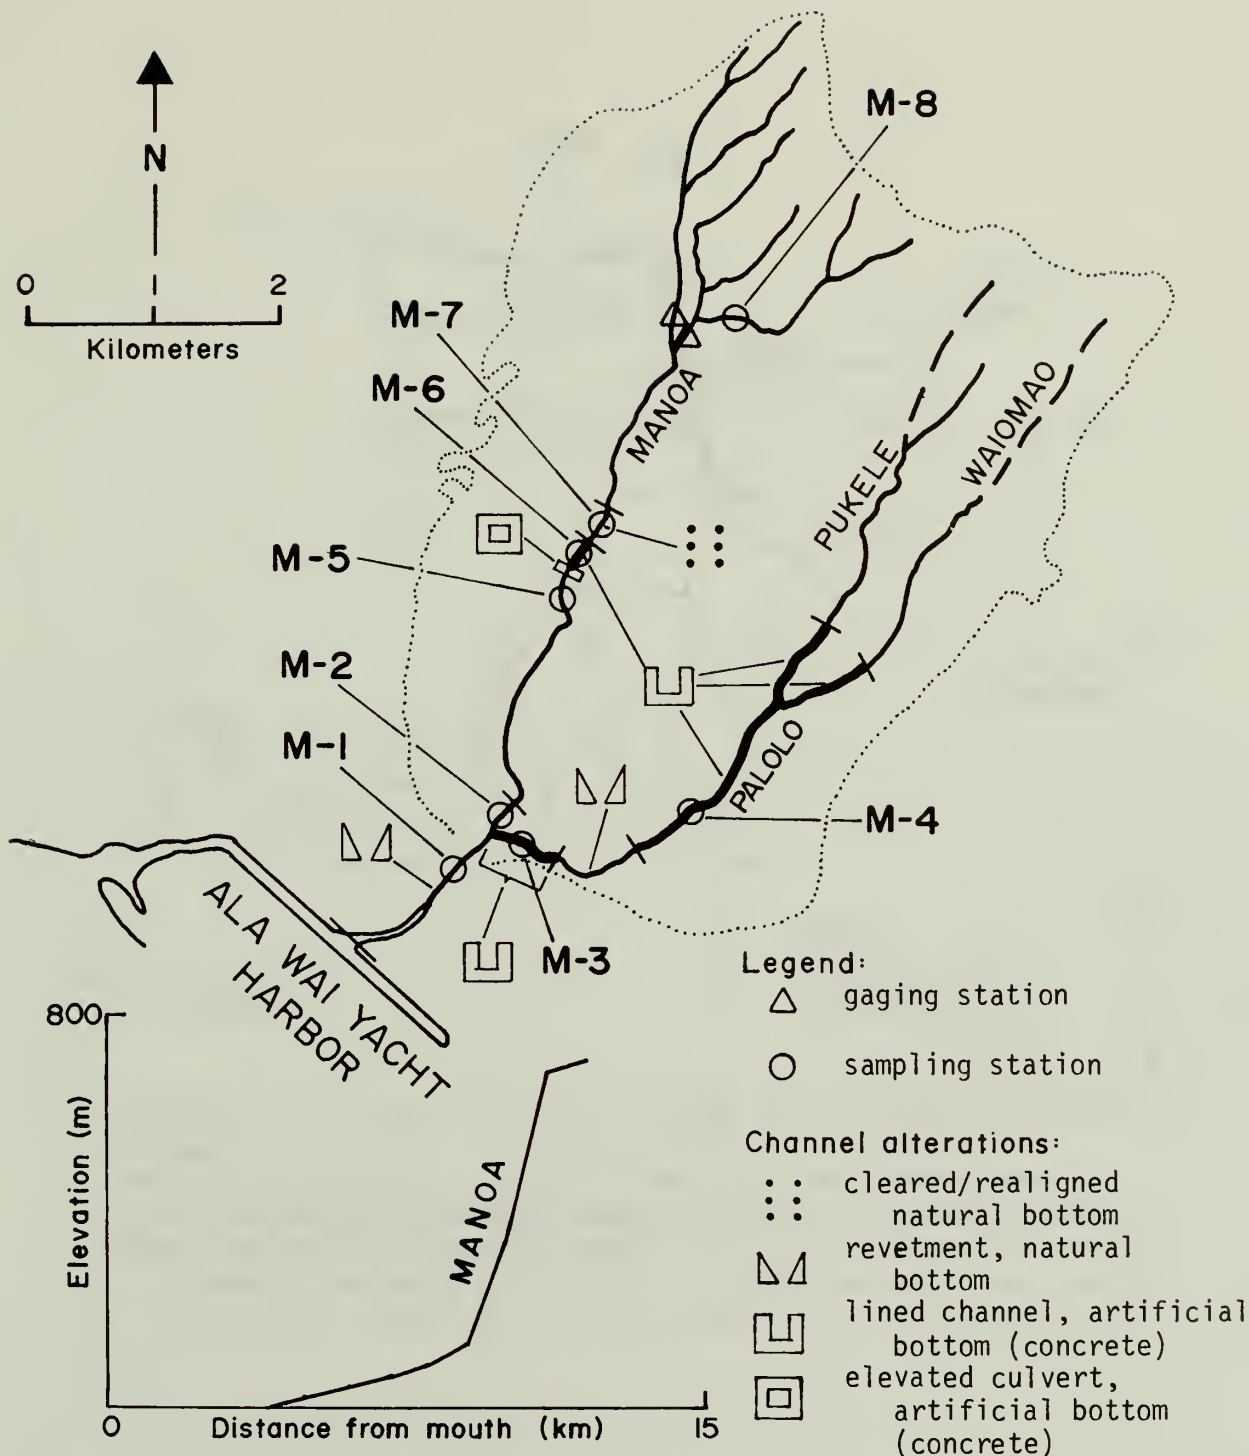 M-8
N
0 1 2
Kilometers
M-7
M-6
MANOA
PUKELE
WAIOMAO
M-5
M-2
M-1
PALOLO
M-4
M-3
ALA WAI YACHT
HARBOR
Legend:
gaging station
sampling station
Channel alterations:
cleared/realigned
natural bottom
revetment, natural
bottom
lined channel, artificial
bottom (concrete)
elevated culvert,
artificial bottom
(concrete)
800
Elevation (m)
MANOA
0 Distance from mouth (km) 15